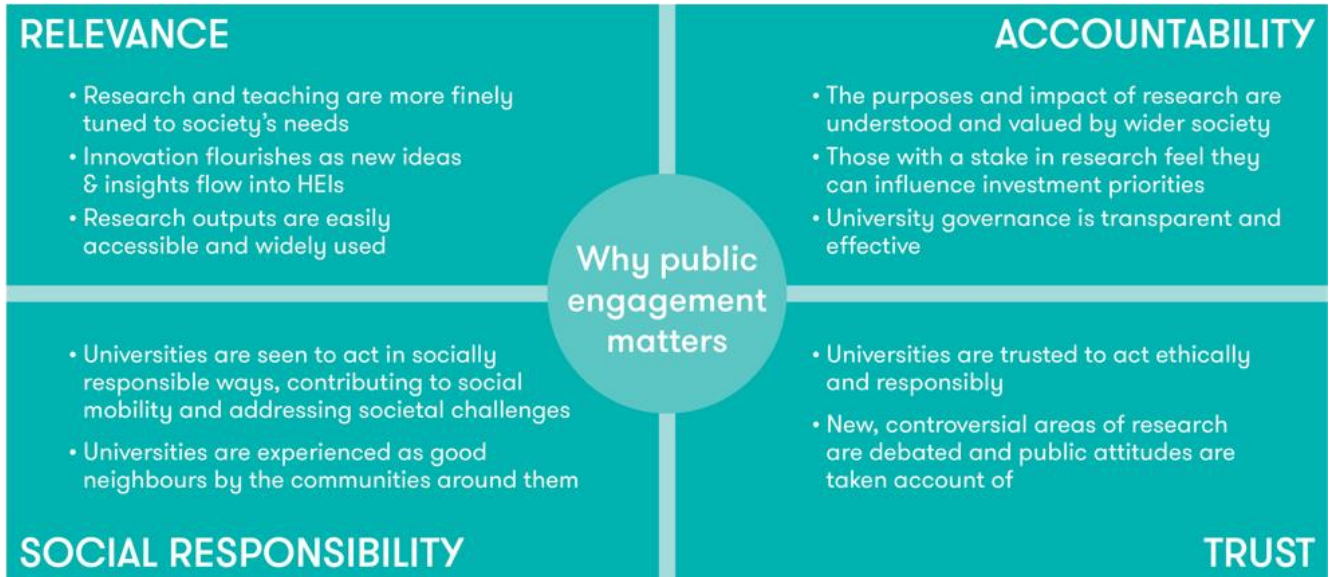 RELEVANCE
• Research and teaching are more finely
tuned to society's needs
• Innovation flourishes as new ideas
& insights flow into HEIs
• Research outputs are easily
accessible and widely used
ACCOUNTABILITY
• The purposes and impact of research are
understood and valued by wider society
• Those with a stake in research feel they
can influence investment priorities
• University governance is transparent and
effective
Why public
engagement
matters
• Universities are seen to act in socially
responsible ways, contributing to social
mobility and addressing societal challenges
• Universities are experienced as good
neighbours by the communities around them
SOCIAL RESPONSIBILITY
• Universities are trusted to act ethically
and responsibly
• New, controversial areas of research
are debated and public attitudes are
taken account of
TRUST